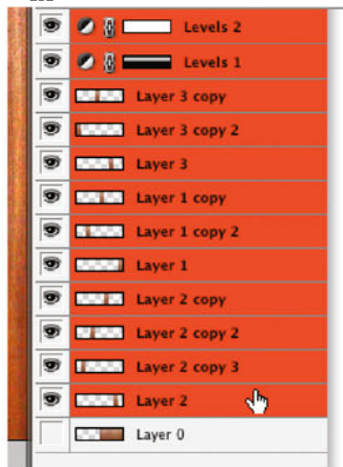 Levels 2
Levels 1
Layer 3 copy
Layer 3 copy 2
Layer 3
Layer 1 copy
Layer 1 copy 2
Layer 1
Layer 2 copy
Layer 2 copy 2
Layer 2 copy 3
Layer 2
Layer 0